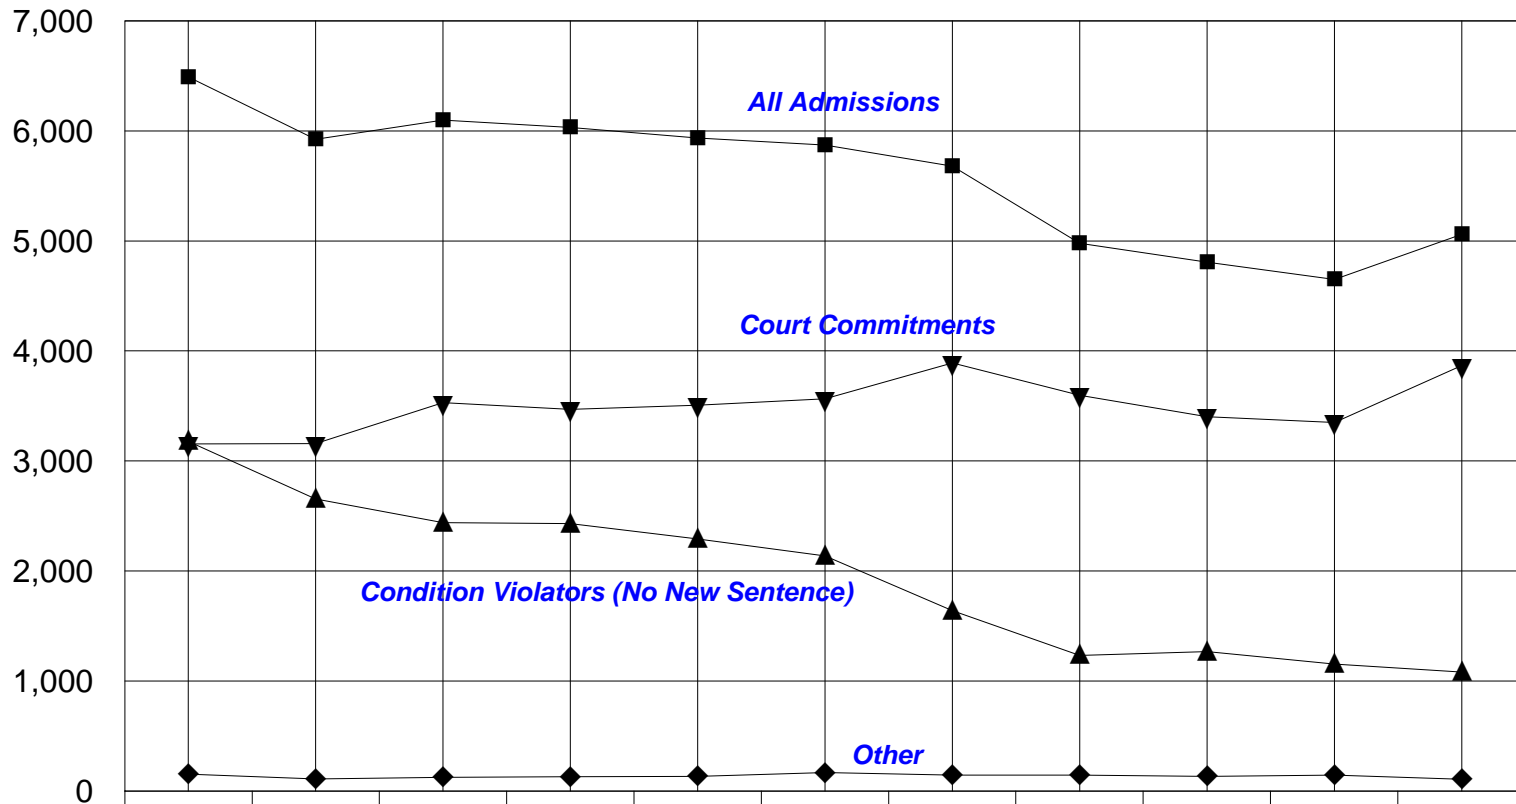 7,000
All Admissions
6,000
5,000
Court Commitments
4,000
3,000
2,000
Condition Violators (No New Sentence)
1,000
Other
0